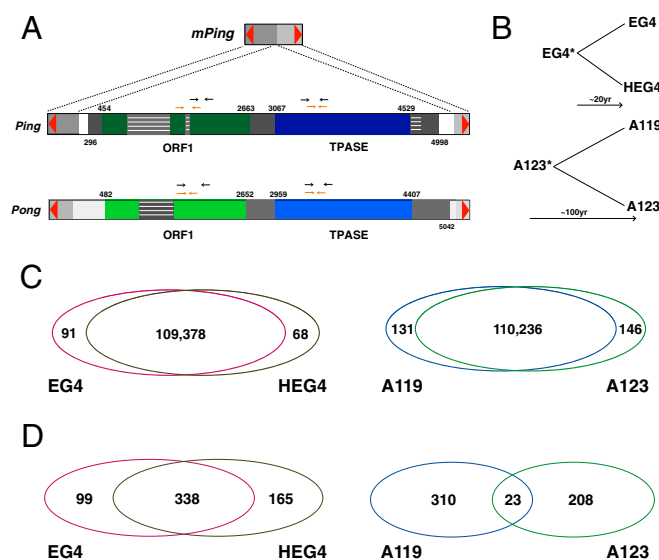 A
mPing
454 2663 3067 4529
Ping
296 ORF1 TPASE 4998
482 2652 2959 4407
Pong
ORF1 TPASE 5042
B
EG4
EG4*
HEG4
~20yr
A119
A123*
A123
~100yr
C
91 109,378 68
EG4 HEG4
131 110,236 146
A119 A123
D
99 338 165
EG4 HEG4
310 23 208
A119 A123